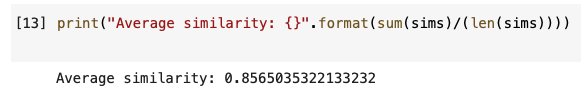 [13] print("Average similarity: {}".format(sum(sims)/(len(sims))))
Average similarity: 0.8565035322133232